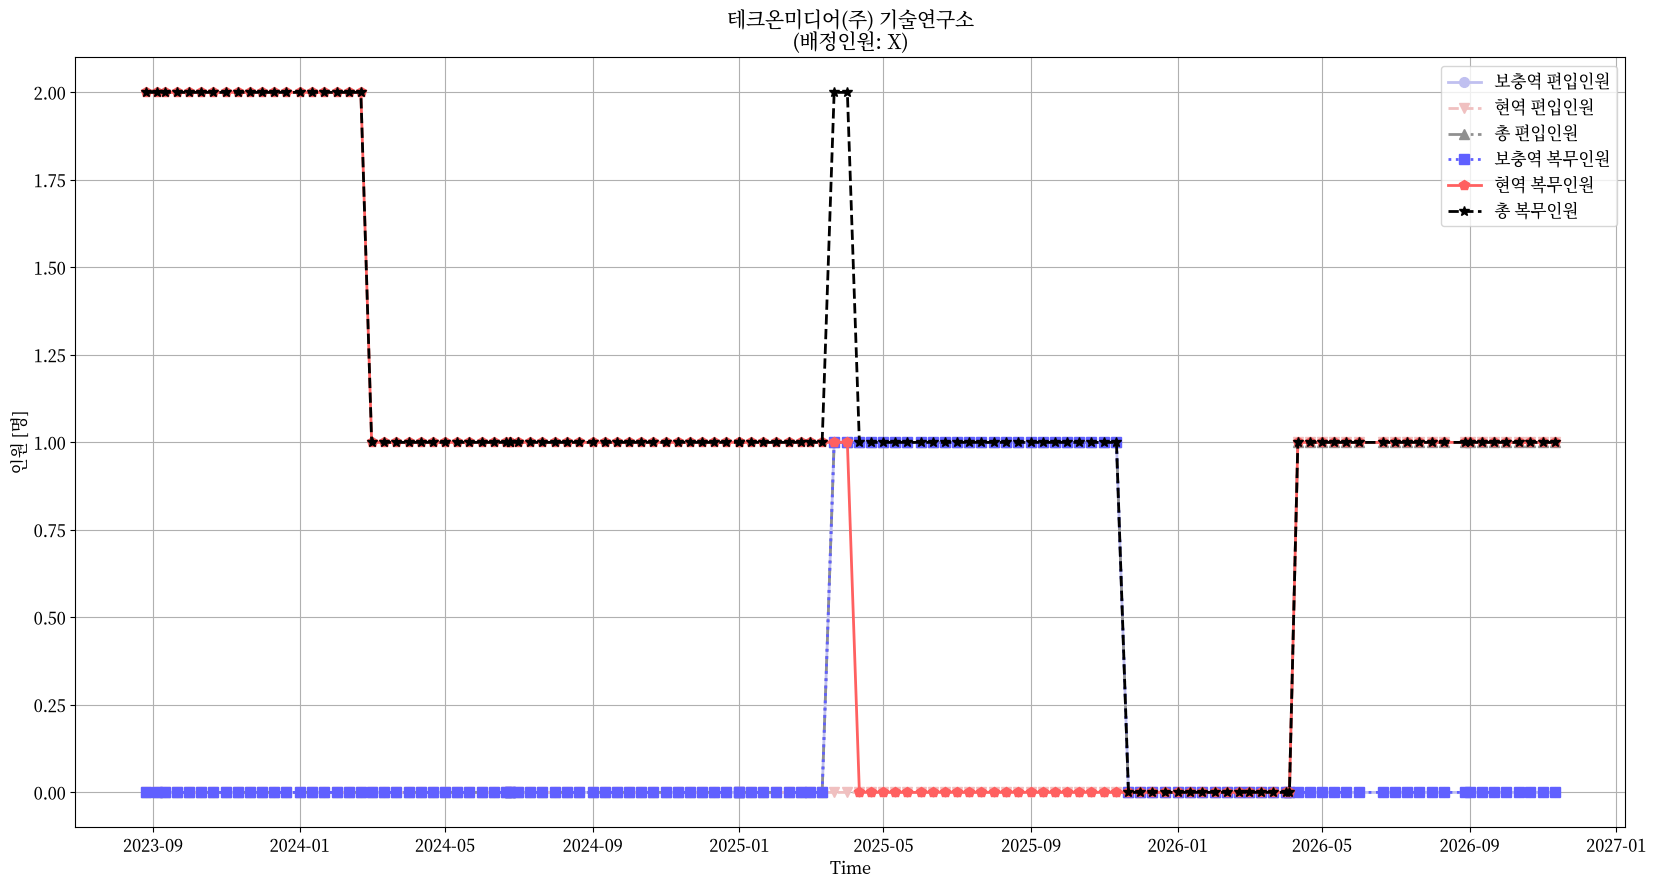 테크온미디어(주) 기술연구소
(배정인원: X)
보충역 편입인원
현역 편입인원
총 편입인원
보충역 복무인원
현역 복무인원
총 복무인원
인원 [명]
2.00
1.75
1.50
1.25
1.00
0.75
0.50
0.25
0.00
2023-09 2024-01 2024-05 2024-09 2025-01 2025-05 2025-09 2026-01 2026-05 2026-09 2027-01
Time